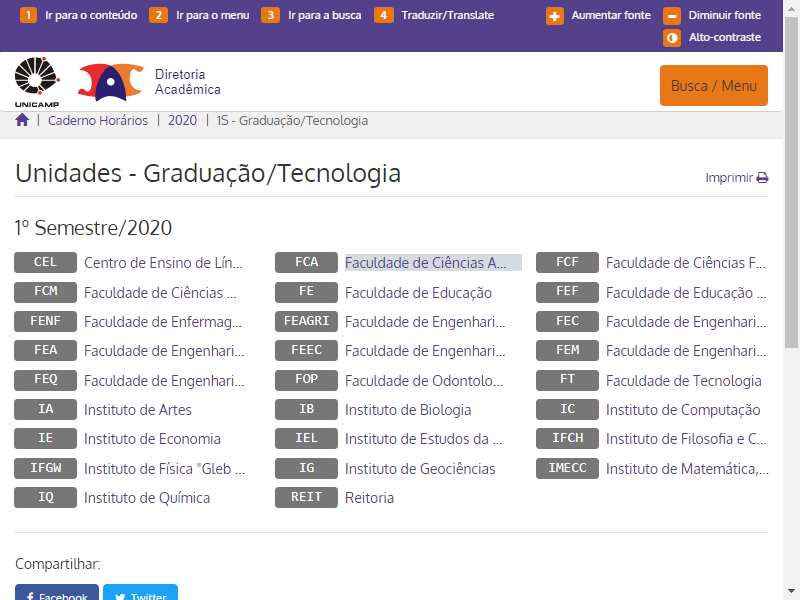 1 Ir para o conteúdo 2 Ir para o menu 3 Ir para a busca 4 Traduzir/Translate Aumentar fonte Diminuir fonte
Alto-contraste
UNICAMP
Diretoria
Acadêmica
Busca / Menu
Caderno Horários | 2020 | 1S - Graduação/Tecnologia
Unidades - Graduação/Tecnologia
Imprimir
1º Semestre/2020
CEL Centro de Ensino de Lín... FCA Faculdade de Ciências A... FCF Faculdade de Ciências F...
FCM Faculdade de Ciências ... FE Faculdade de Educação FEF Faculdade de Educação ...
FENF Faculdade de Enfermag... FEAGRI Faculdade de Engenhari... FEC Faculdade de Engenhari...
FEA Faculdade de Engenhari... FEEC Faculdade de Engenhari... FEM Faculdade de Engenhari...
FEQ Faculdade de Engenhari... FOP Faculdade de Odontolo... FT Faculdade de Tecnologia
IA Instituto de Artes IB Instituto de Biologia IC Instituto de Computação
IE Instituto de Economia IEL Instituto de Estudos da ... IFCH Instituto de Filosofia e C...
IFGW Instituto de Física "Gleb ... IG Instituto de Geociências IMECC Instituto de Matemática,...
IQ Instituto de Química REIT Reitoria
Compartilhar:
Facebook Twitter